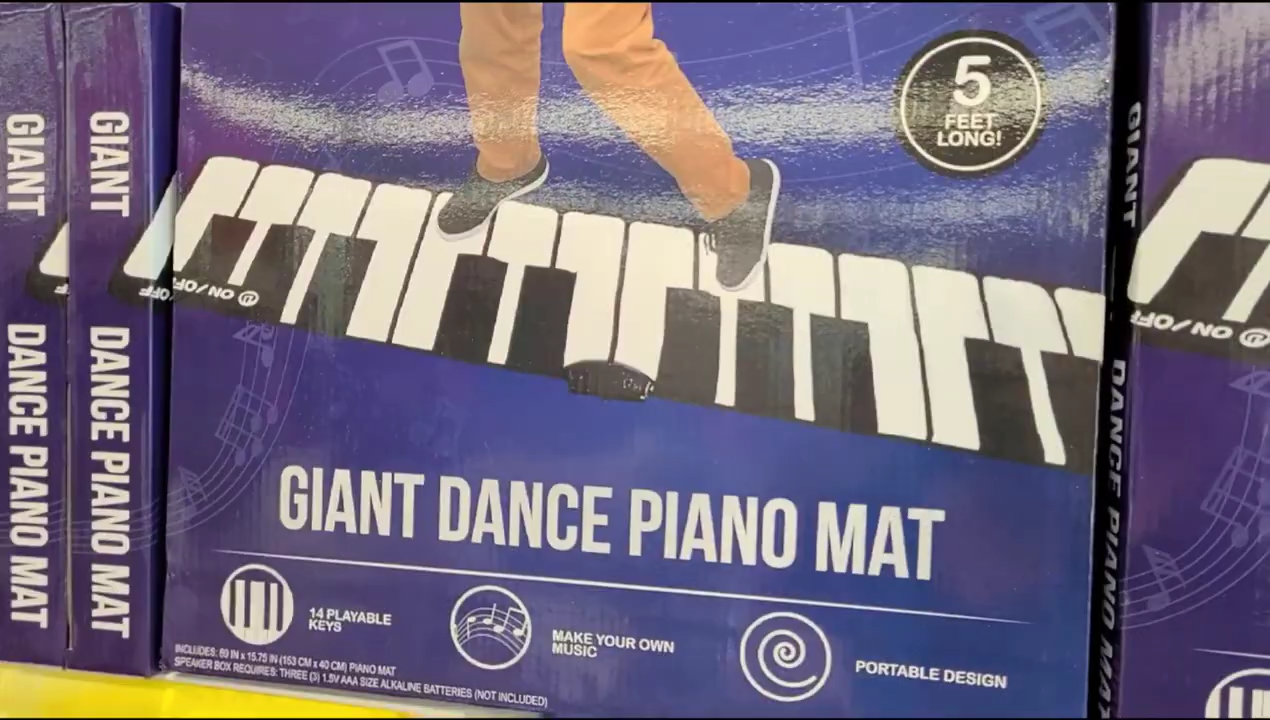 GIANT DANCE PIANO MAT
GIANT DANCE PIANO MAT
5
FEET
LONG!
ON/OFF
GIANT DANCE PIANO MAT
14 PLAYABLE
KEYS
MAKE YOUR OWN
MUSIC
PORTABLE DESIGN
INCLUDES: 60 IN x 15.75 IN (153 CM x 40 CM) PIANO MAT
SPEAKER BOX REQUIRES: THREE (3) 1.5V AAA SIZE ALKALINE BATTERIES (NOT INCLUDED)
GIANT DANCE PIANO MAT
ON/OFF